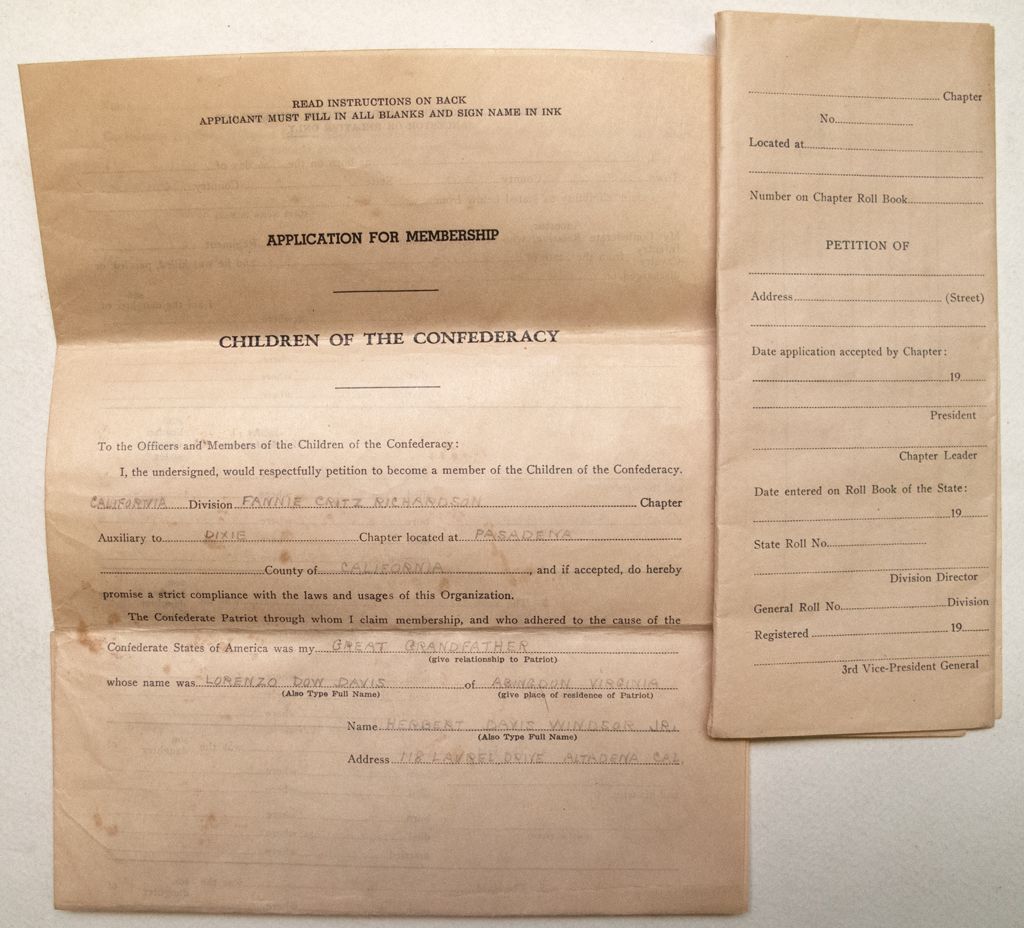 READ INSTRUCTIONS ON BACK
APPLICANT MUST FILL IN ALL BLANKS AND SIGN NAME IN INK
APPLICATION FOR MEMBERSHIP
CHILDREN OF THE CONFEDERACY
To the Officers and Members of the Children of the Confederacy:
I, the undersigned, would respectfully petition to become a member of the Children of the Confederacy.
CALIFORNIA Division FANNIE CRITZ RICHARDSON Chapter
Auxiliary to DIXIE Chapter located at PASADENA
County of CALIFORNIA, and if accepted, do hereby
promise a strict compliance with the laws and usages of this Organization.
The Confederate Patriot through whom I claim membership, and who adhered to the cause of the
Confederate States of America was my GREAT GRANDFATHER
(give relationship to Patriot)
whose name was LORENZO DOW DAVIS of ABINGDON VIRGINIA
(Also Type Full Name) (give place of residence of Patriot)
Name HERBERT DAVIS WINDSOR JR.
(Also Type Full Name)
Address 118 LAUREL DRIVE ALTADENA CAL.
Chapter
No.
Located at
Number on Chapter Roll Book
PETITION OF
Address (Street)
Date application accepted by Chapter:
19
President
Chapter Leader
Date entered on Roll Book of the State:
19
State Roll No.
Division Director
General Roll No. Division
Registered 19
3rd Vice-President General